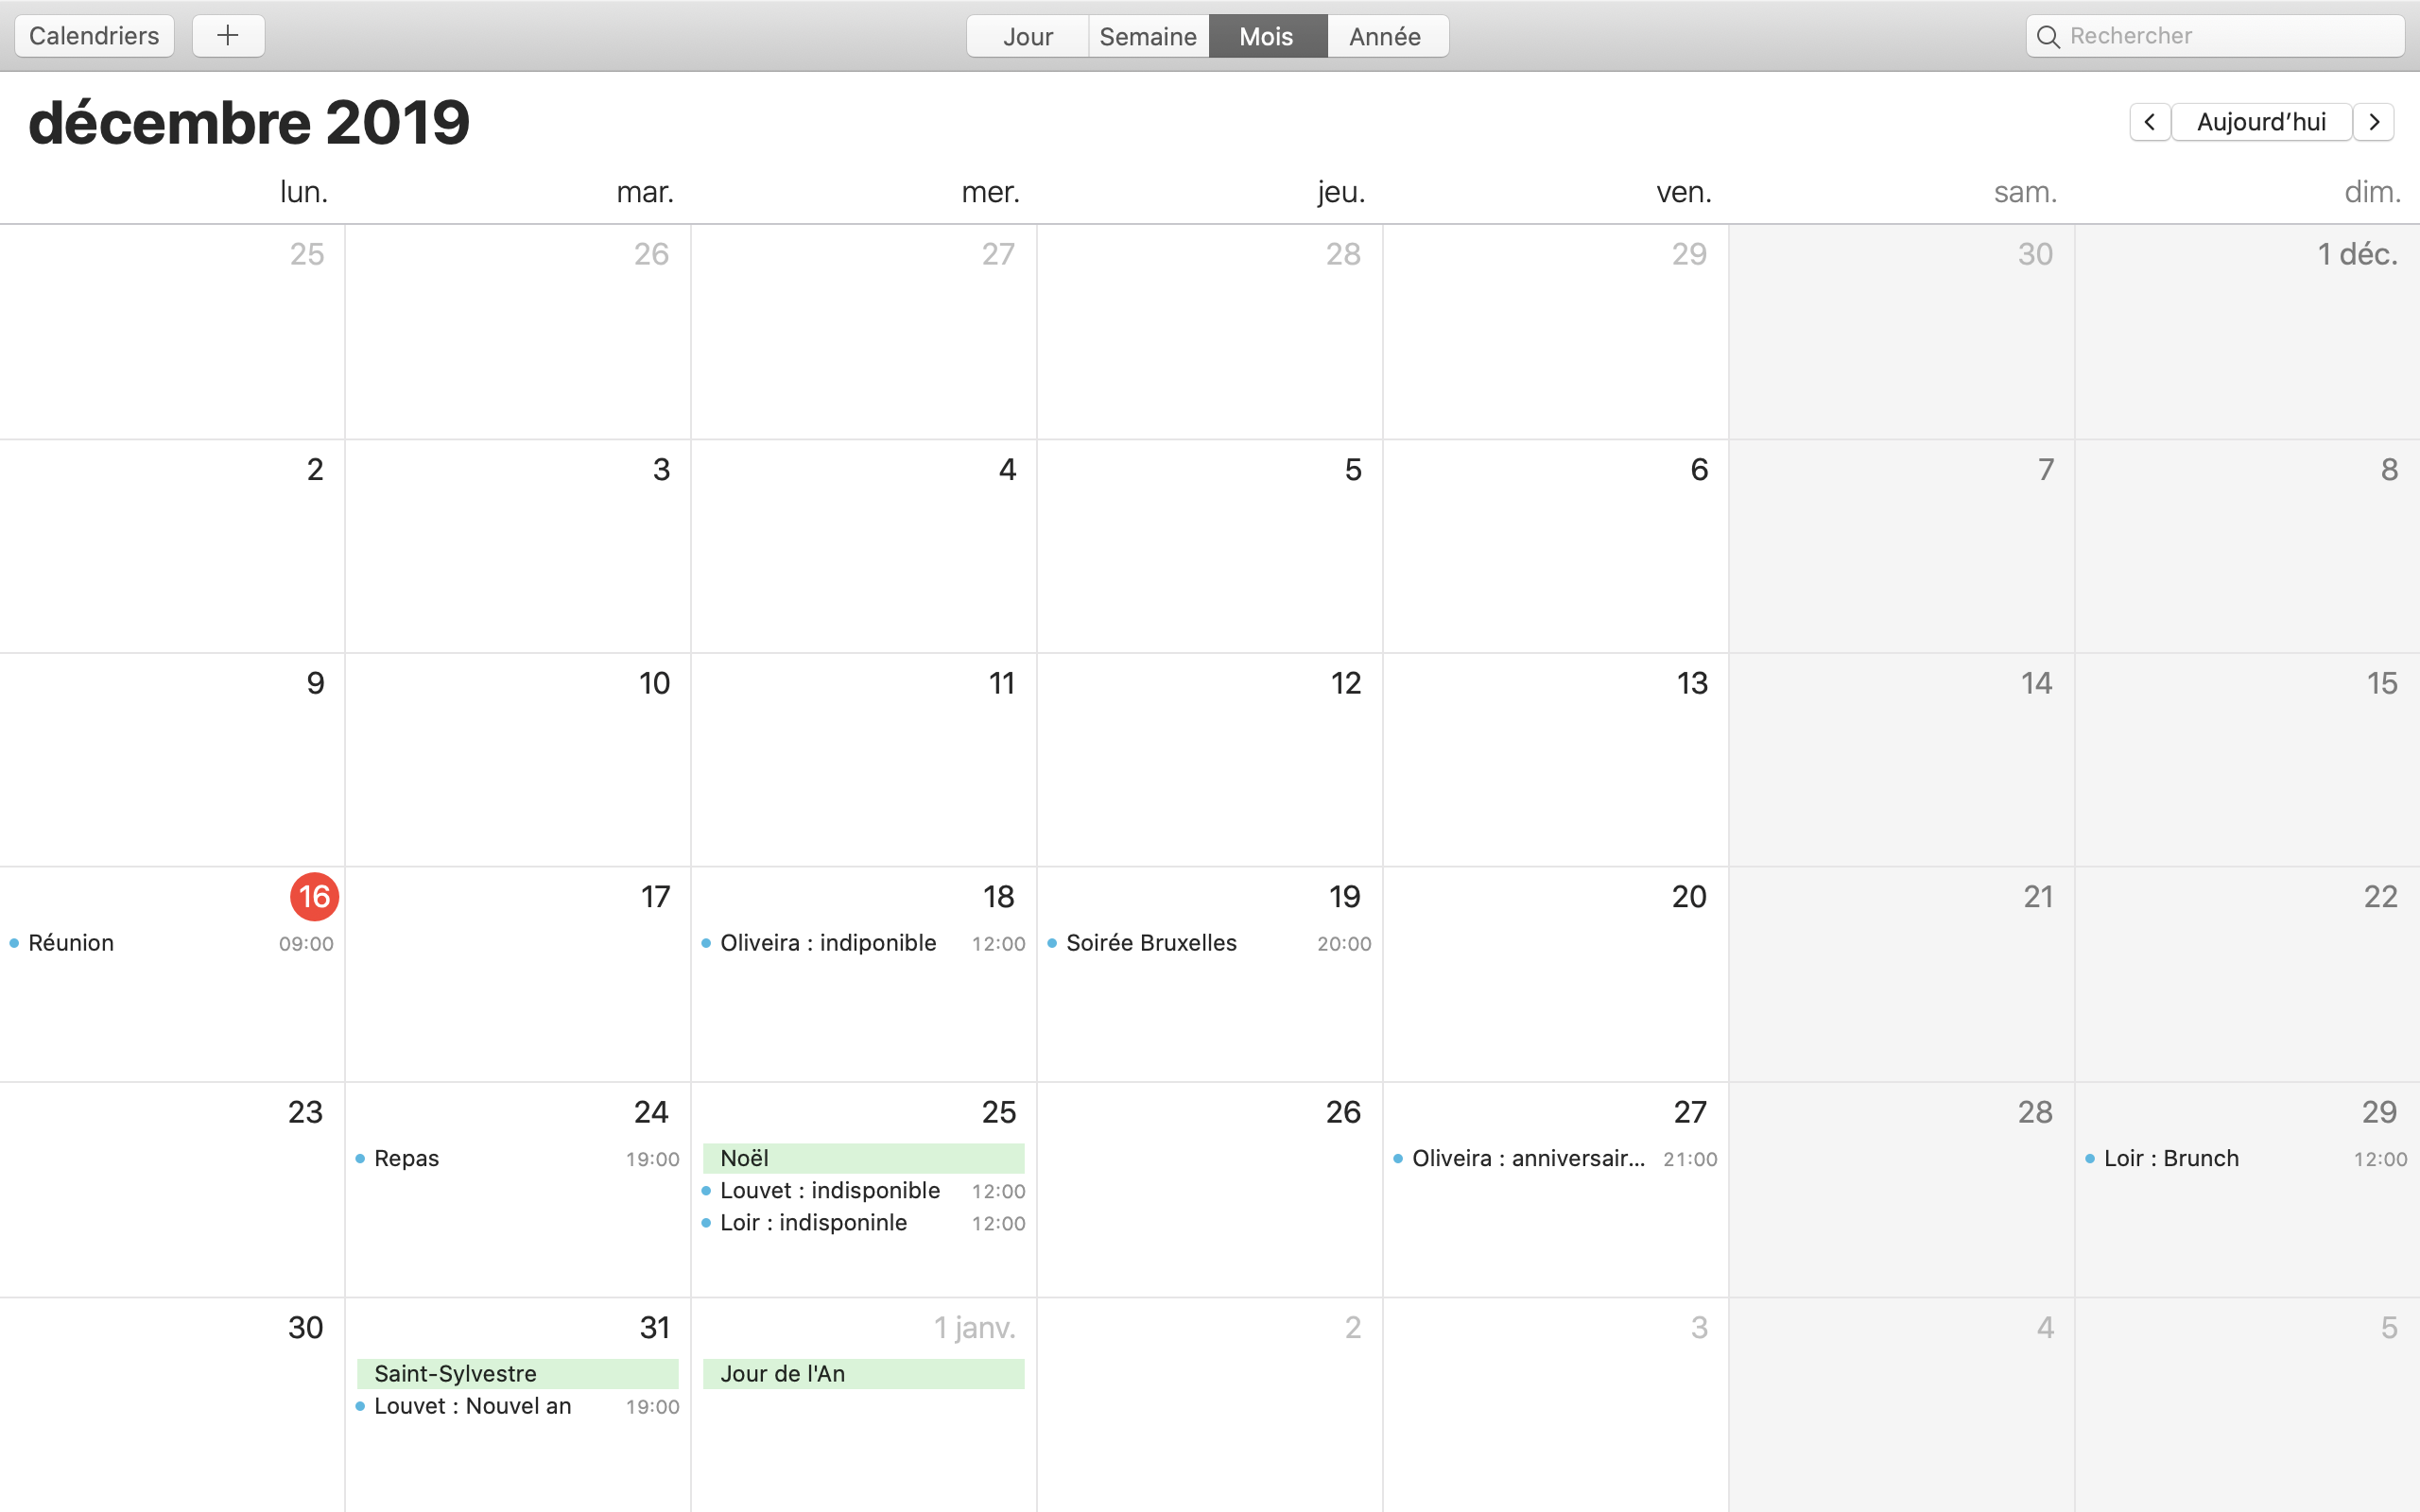 Calendriers + Jour Semaine Mois Année Rechercher
décembre 2019 < Aujourd’hui >
lun. mar. mer. jeu. ven. sam. dim.
25 26 27 28 29 30 1 déc.
2 3 4 5 6 7 8
9 10 11 12 13 14 15
16 17 18 19 20 21 22
Réunion 09:00 Oliveira : indiponible 12:00 Soirée Bruxelles 20:00
23 24 25 26 27 28 29
Repas 19:00 Noël Oliveira : anniversair... 21:00 Loir : Brunch 12:00
Louvet : indisponible 12:00
Loir : indisponinle 12:00
30 31 1 janv. 2 3 4 5
Saint-Sylvestre Jour de l'An
Louvet : Nouvel an 19:00